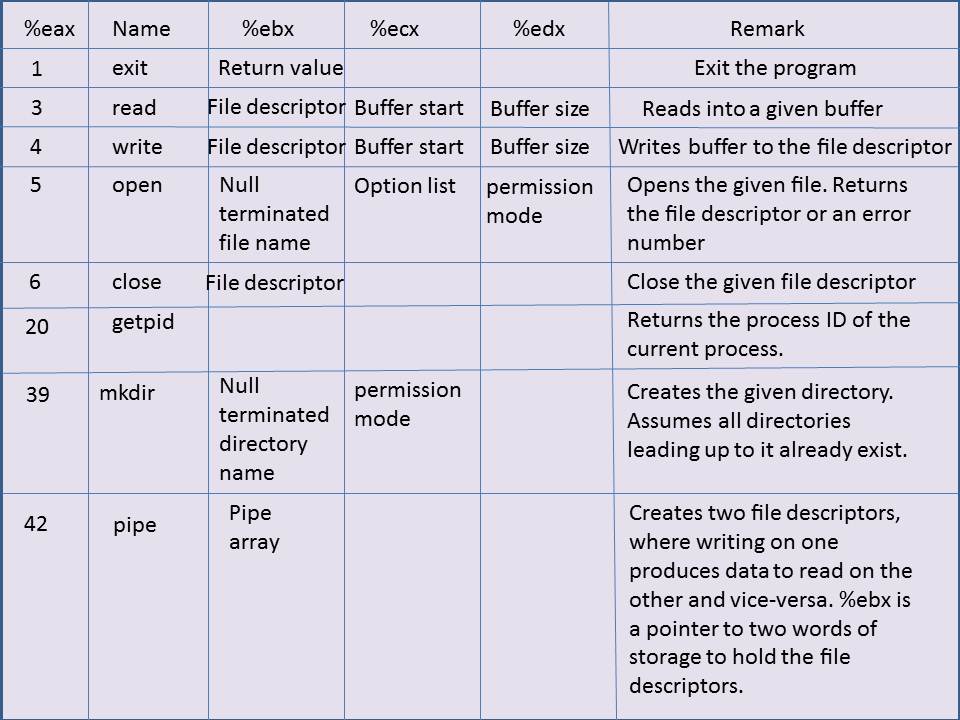 %eax Name %ebx %ecx %edx Remark
1 exit Return value Exit the program
3 read File descriptor Buffer start Buffer size Reads into a given buffer
4 write File descriptor Buffer start Buffer size Writes buffer to the file descriptor
5 open Null Option list permission Opens the given file. Returns
terminated mode the file descriptor or an error
file name number
6 close File descriptor Close the given file descriptor
20 getpid Returns the process ID of the
current process.
39 mkdir Null permission Creates the given directory.
terminated mode Assumes all directories
directory leading up to it already exist.
name
42 pipe Pipe Creates two file descriptors,
array where writing on one
produces data to read on the
other and vice-versa. %ebx is
a pointer to two words of
storage to hold the file
descriptors.